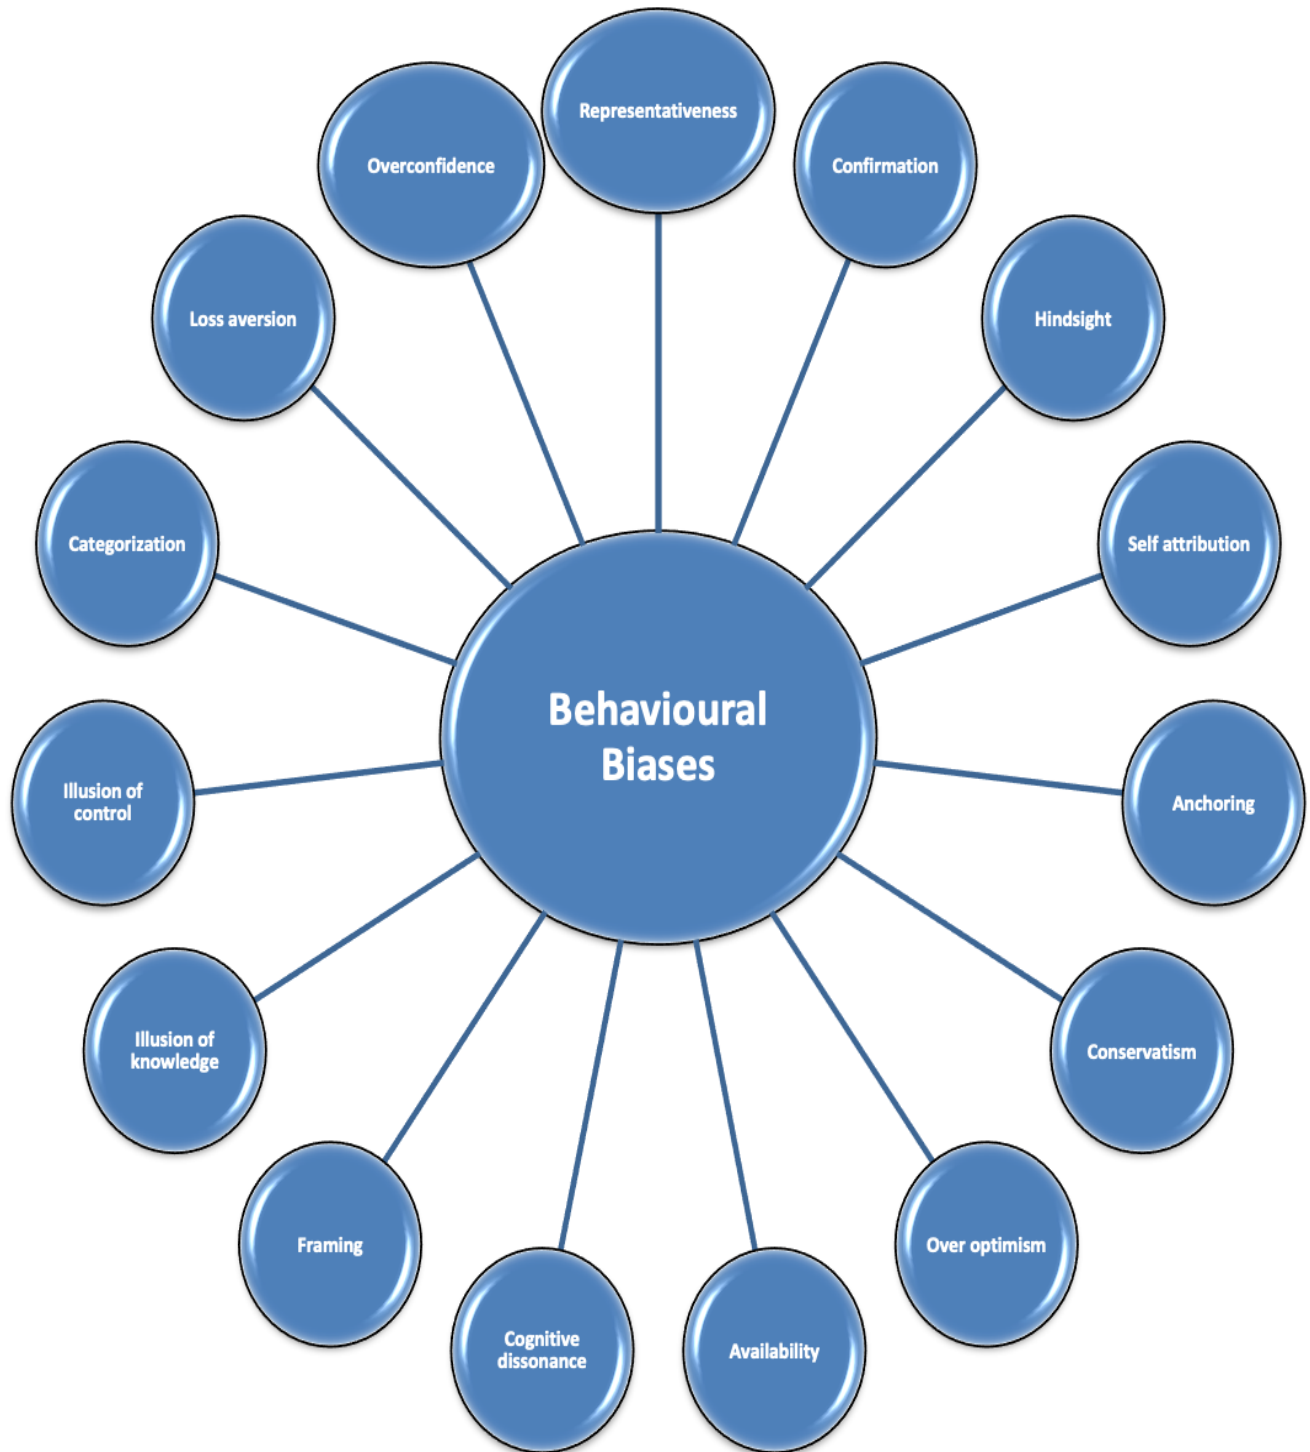 Representativeness
Confirmation
Hindsight
Self attribution
Anchoring
Conservatism
Over optimism
Availability
Cognitive
dissonance
Framing
Illusion of
knowledge
Illusion of
control
Categorization
Loss aversion
Overconfidence
Behavioural
Biases